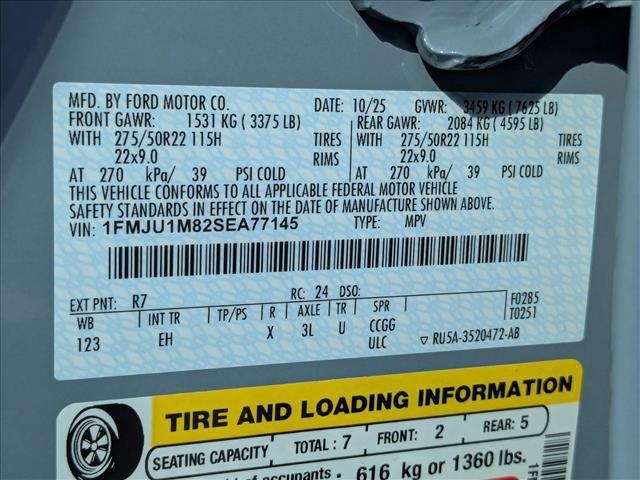 MFD. BY FORD MOTOR CO. DATE: 10/25 GVWR: 3459 KG ( 7625 LB)
FRONT GAWR: 1531 KG ( 3375 LB) REAR GAWR: 2084 KG ( 4595 LB)
WITH 275/50R22 115H TIRES WITH 275/50R22 115H TIRES
22x9.0 RIMS 22x9.0 RIMS
AT 270 kPa/ 39 PSI COLD AT 270 kPa/ 39 PSI COLD
THIS VEHICLE CONFORMS TO ALL APPLICABLE FEDERAL MOTOR VEHICLE
SAFETY STANDARDS IN EFFECT ON THE DATE OF MANUFACTURE SHOWN ABOVE.
VIN: 1FMJU1M82SEA77145 TYPE: MPV
EXT PNT: R7 RC: 24 DSO: F0285
WB INT TR TP/PS R AXLE TR SPR T0251
123 EH X 3L U CCGG
ULC ▽ RU5A-3520472-AB
TIRE AND LOADING INFORMATION
SEATING CAPACITY TOTAL: 7 FRONT: 2 REAR: 5
occupants 616 kg or 1360 lbs.